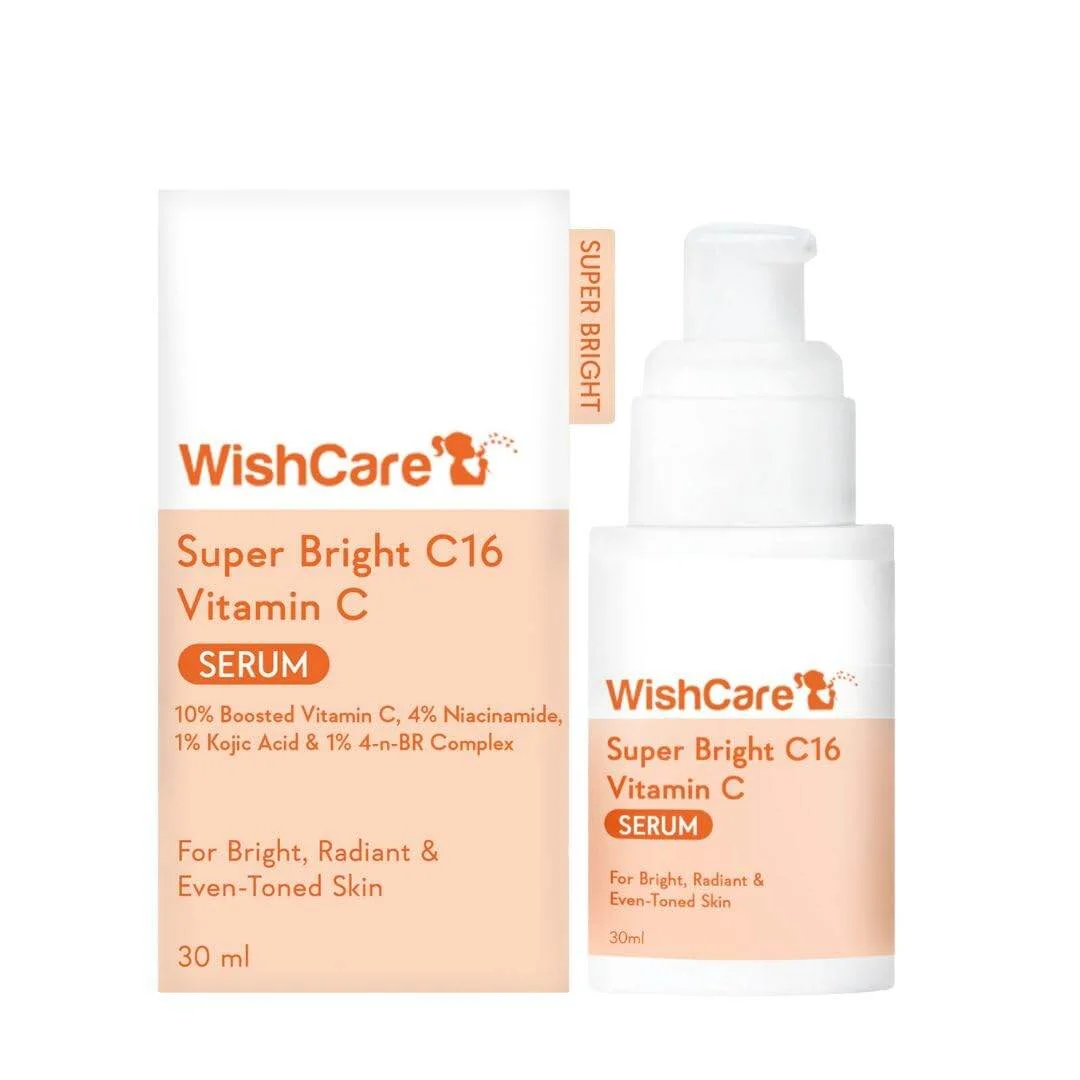 WishCare
Super Bright C16
Vitamin C
SERUM
10% Boosted Vitamin C, 4% Niacinamide,
1% Kojic Acid & 1% 4-n-BR Complex
For Bright, Radiant &
Even-Toned Skin
30 ml
SUPER BRIGHT
WishCare
Super Bright C16
Vitamin C
SERUM
For Bright, Radiant &
Even-Toned Skin
30ml